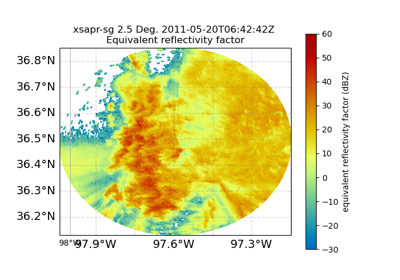 xsapr-sg 2.5 Deg. 2011-05-20T06:42:42Z
Equivalent reflectivity factor
36.8°N
36.7°N
36.6°N
36.5°N
36.4°N
36.3°N
36.2°N
98°W
97.9°W
97.6°W
97.3°W
60
50
40
30
20
10
0
−10
−20
−30
equivalent reflectivity factor (dBZ)